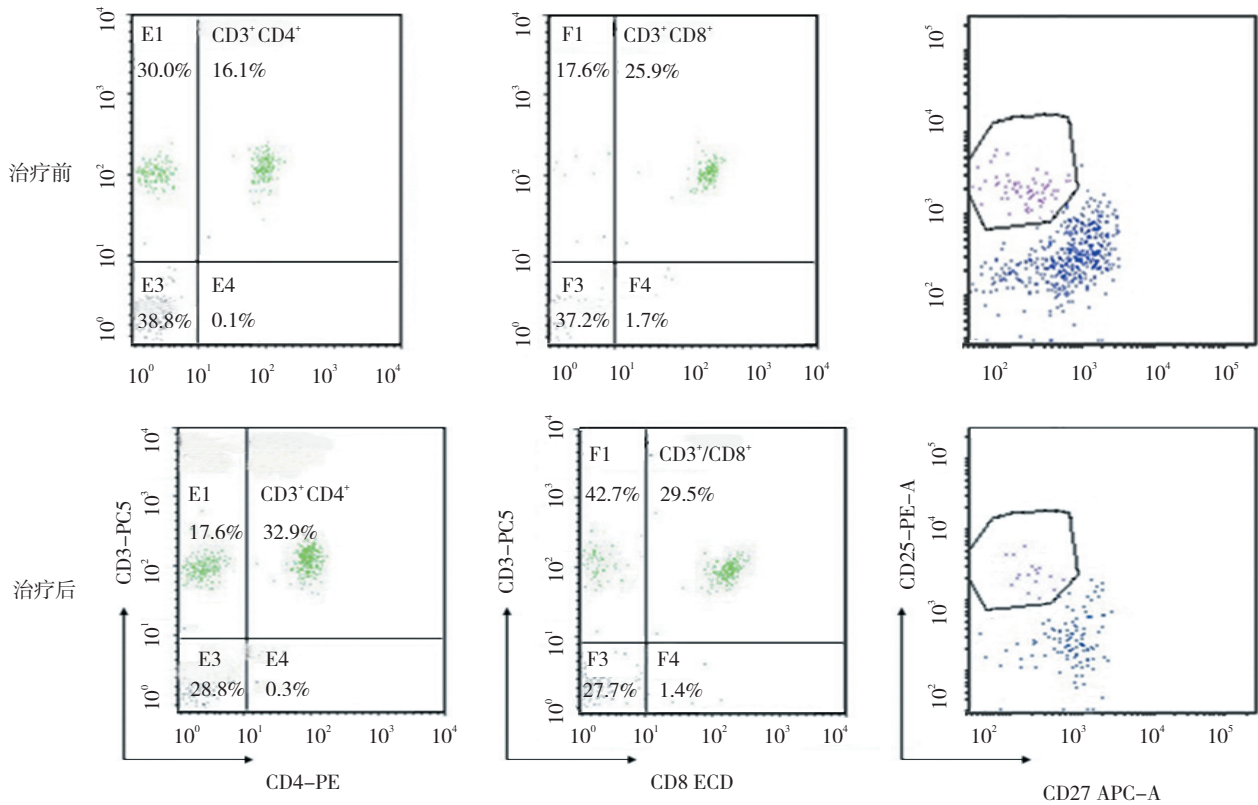 治疗前
10⁴
10³
10²
10¹
10⁰
E1
CD3⁺CD4⁺
30.0%
16.1%
E3
E4
38.8%
0.1%
10⁰ 10¹ 10² 10³ 10⁴
10⁴
10³
10²
10¹
10⁰
F1
CD3⁺CD8⁺
17.6%
25.9%
F3
F4
37.2%
1.7%
10⁰ 10¹ 10² 10³ 10⁴
10⁵
10⁴
10³
10²
10² 10³ 10⁴ 10⁵
治疗后
CD3-PC5
10⁴
10³
10²
10¹
10⁰
E1
CD3⁺CD4⁺
17.6%
32.9%
E3
E4
28.8%
0.3%
10⁰ 10¹ 10² 10³ 10⁴
CD4-PE
CD3-PC5
10⁴
10³
10²
10¹
10⁰
F1
CD3⁺/CD8⁺
42.7%
29.5%
F3
F4
27.7%
1.4%
10⁰ 10¹ 10² 10³ 10⁴
CD8 ECD
CD25-PE-A
10⁵
10⁴
10³
10²
10² 10³ 10⁴ 10⁵
CD27 APC-A